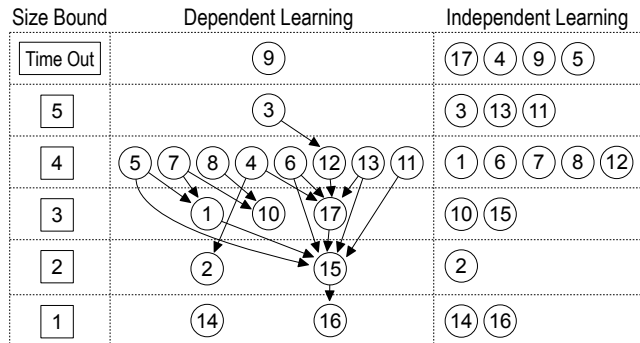 Size Bound Dependent Learning Independent Learning
Time Out 9 17 4 9 5
5 3 3 13 11
4 5 7 8 4 6 12 13 11 1 6 7 8 12
3 1 10 17 10 15
2 2 15 2
1 14 16 14 16